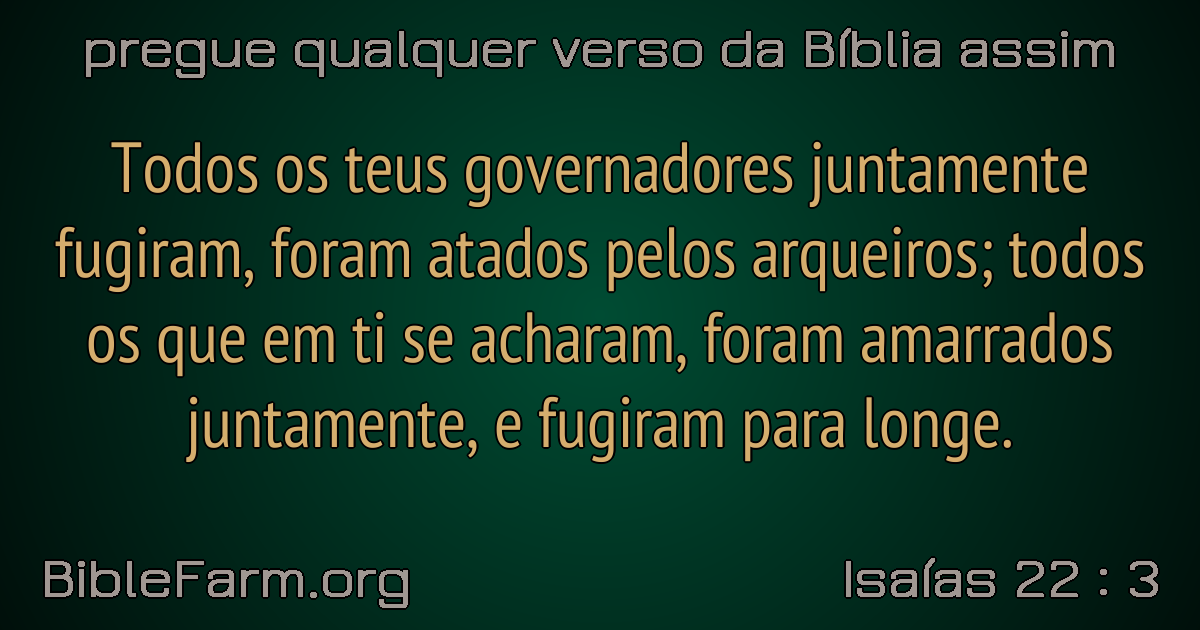 pregue qualquer verso da Bíblia assim
Todos os teus governadores juntamente
fugiram, foram atados pelos arqueiros; todos
os que em ti se acharam, foram amarrados
juntamente, e fugiram para longe.
BibleFarm.org
Isaías 22 : 3